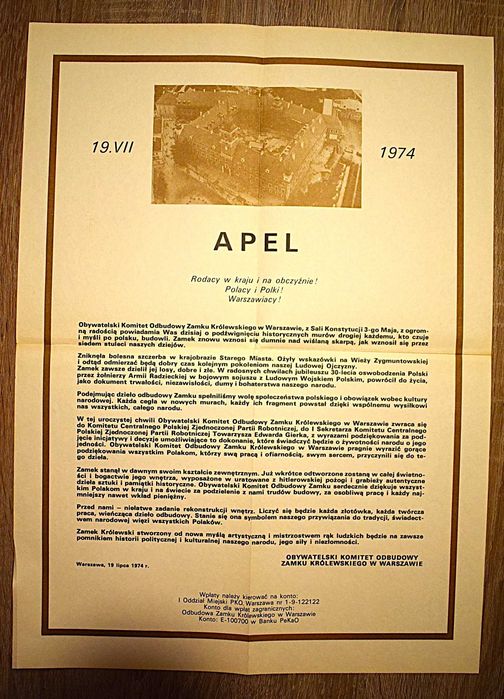 19.VII
1974
APEL
Rodacy w kraju i na obczyźnie!
Polacy i Polki!
Warszawiacy!
Obywatelski Komitet Odbudowy Zamku Królewskiego w Warszawie, z Sali Konstytucji 3-go Maja, z ogrom-
ną radością powiadamia Was dzisiaj o podźwignięciu historycznych murów drogiej każdemu, kto czuje
i myśli po polsku, budowli. Zamek znowu wznosi się dumnie nad wiślaną skarpą, jak wznosił się przez
siedem stuleci naszych dziejów.
Zniknęła bolesna szczerba w krajobrazie Starego Miasta. Ożyły wskazówki na Wieży Zygmuntowskiej
i odtąd odmierzać będą dobry czas kolejnym pokoleniom naszej Ludowej Ojczyzny.
Zamek zawsze dzielił jej losy, dobre i złe. W radosnych chwilach jubileuszu 30-lecia oswobodzenia Polski
przez żołnierzy Armii Radzieckiej w bojowym sojuszu z Ludowym Wojskiem Polskim, powrócił do życia,
jako dokument trwałości, niezawisłości, dumy i bohaterstwa naszego narodu.
Podejmując dzieło odbudowy Zamku spełniliśmy wolę społeczeństwa polskiego i obowiązek wobec kultury
narodowej. Każda cegła w nowych murach, każdy ich fragment powstał dzięki wspólnemu wysiłkowi
nas wszystkich, całego narodu.
W tej uroczystej chwili Obywatelski Komitet Odbudowy Zamku Królewskiego w Warszawie zwraca się
do Komitetu Centralnego Polskiej Zjednoczonej Partii Robotniczej, do I Sekretarza Komitetu Centralnego
Polskiej Zjednoczonej Partii Robotniczej Towarzysza Edwarda Gierka, z wyrazami podziękowania za pod-
jęcie inicjatywy i decyzje umożliwiające to dokonanie, które świadczyć będzie o żywotności narodu i jego
jedności. Obywatelski Komitet Odbudowy Zamku Królewskiego w Warszawie pragnie wyrazić gorące
podziękowania wszystkim Polakom, którzy swą pracą i ofiarnością, swym sercem, przyczynili się do te-
go dzieła.
Zamek stanął w dawnym swoim kształcie zewnętrznym. Już wkrótce odtworzone zostaną w całej świetno-
ści i bogactwie jego wnętrza, wyposażone w uratowane z hitlerowskiej pożogi i grabieży autentyczne
dzieła sztuki i pamiątki historyczne. Obywatelski Komitet Odbudowy Zamku serdecznie dziękuje wszyst-
kim Polakom w kraju i na świecie za podzielenie z nami trudów budowy, za osobliwą pracę i każdy naj-
mniejszy nawet wkład pieniężny.
Przed nami – niełatwe zadanie rekonstrukcji wnętrz. Liczyć się będzie każda złotówka, każda twórcza
praca, wieńcząca dzieło odbudowy. Stanie się ona symbolem naszego przywiązania do tradycji, świadect-
wem narodowej więzi wszystkich Polaków.
Zamek Królewski stworzony od nowa myślą artystyczną i mistrzostwem rąk ludzkich będzie na zawsze
pomnikiem historii politycznej i kulturalnej naszego narodu, jego siły i niezłomności.
OBYWATELSKI KOMITET ODBUDOWY
ZAMKU KRÓLEWSKIEGO W WARSZAWIE
Warszawa, 19 lipca 1974 r.
Wpłaty należy kierować na konto:
I Oddział Miejski PKO, Warszawa nr 1-9-122122
Konto dla wpłat zagranicznych:
Odbudowa Zamku Królewskiego w Warszawie
Konto: E-100700 w Banku PeKaO